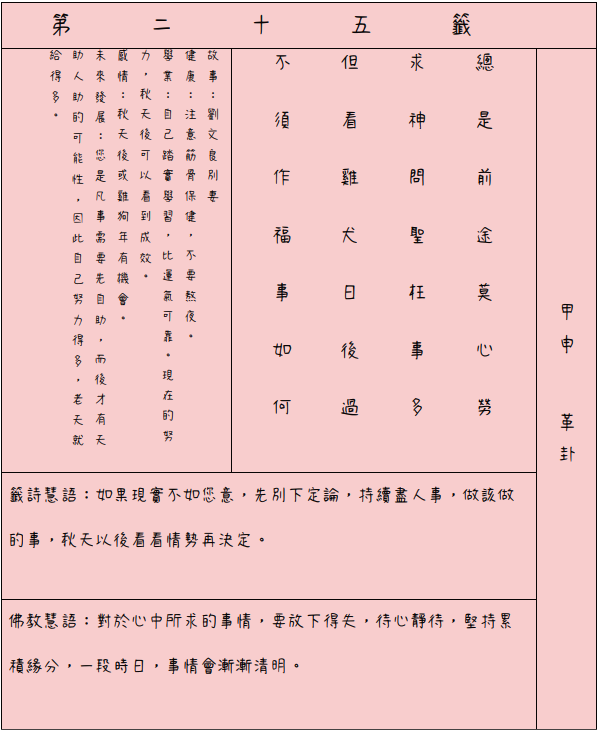 第二十五籤
甲申 革卦
總是前途莫心勞
求神問聖枉事多
但看雞犬日後過
不須作福事如何
故事：劉文良別妻
健康：注意筋骨保健，不要熬夜。
學業：自己踏實學習，比運氣可靠。現在的努
力，秋天後可以看到成效。
感情：秋天後或雞狗年有機會。
未來發展：您是凡事需要先自助，而後才有天
助人助的可能性，因此自己努力得多，老天就
給得多。
籤詩慧語：如果現實不如您意，先別下定論，持續盡人事，做該做
的事，秋天以後看看情勢再決定。
佛教慧語：對於心中所求的事情，要放下得失，待心靜待，堅持累
積緣分，一段時日，事情會漸漸清明。